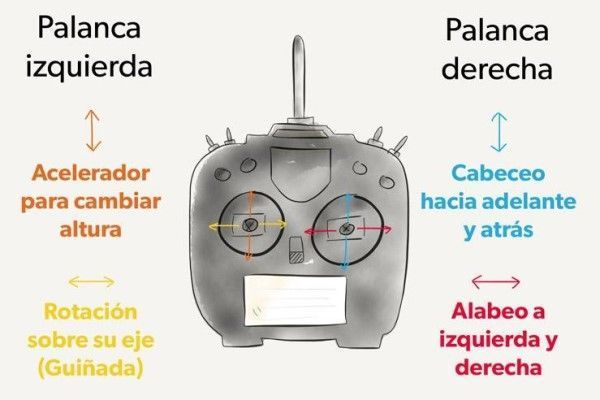 Palanca
izquierda
Acelerador
para cambiar
altura
Rotación
sobre su eje
(Guiñada)
Palanca
derecha
Cabeceo
hacia adelante
y atrás
Alabeo a
izquierda y
derecha